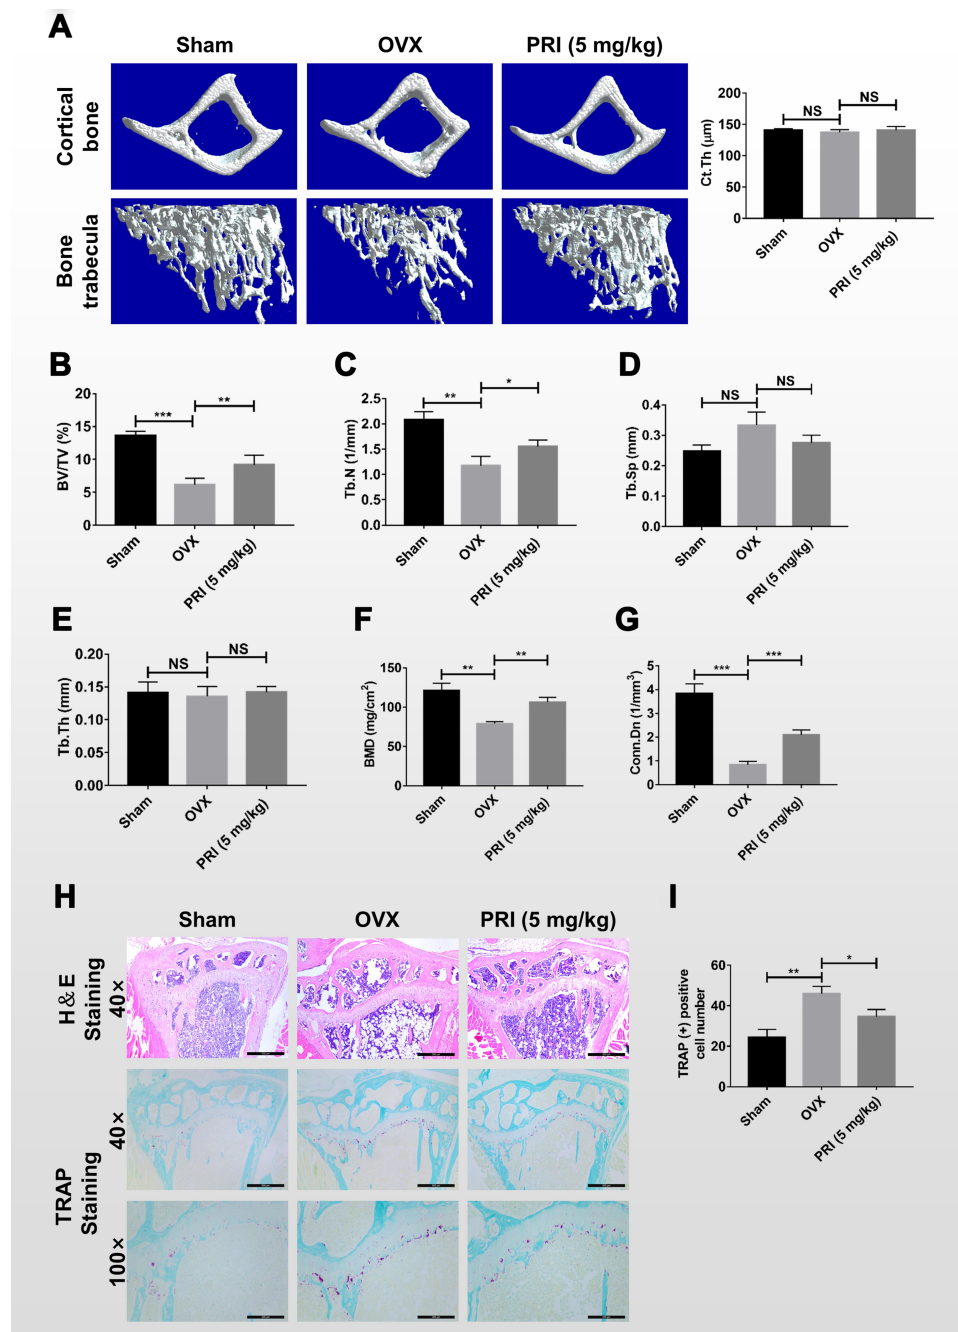 A
Sham
OVX
PRI (5 mg/kg)
Cortical
bone
Bone
trabecula
Ct.Th (μm)
200
150
100
50
0
NS
NS
Sham
OVX
PRI (5 mg/kg)
B
BV/TV (%)
20
15
10
5
0
***
**
Sham
OVX
PRI (5 mg/kg)
C
Tb.N (1/mm)
2.5
2.0
1.5
1.0
0.5
0.0
**
*
Sham
OVX
PRI (5 mg/kg)
D
Tb.Sp (mm)
0.4
0.3
0.2
0.1
0.0
NS
NS
Sham
OVX
PRI (5 mg/kg)
E
Tb.Th (mm)
0.20
0.15
0.10
0.05
0.00
NS
NS
Sham
OVX
PRI (5 mg/kg)
F
BMD (mg/cm²)
150
100
50
0
**
**
Sham
OVX
PRI (5 mg/kg)
G
Conn.Dn (1/mm³)
5
4
3
2
1
0
***
***
Sham
OVX
PRI (5 mg/kg)
H
Sham
OVX
PRI (5 mg/kg)
H&E
Staining
40×
TRAP
Staining
40×
100×
I
TRAP (+) positive
cell number
60
40
20
0
**
*
Sham
OVX
PRI (5 mg/kg)